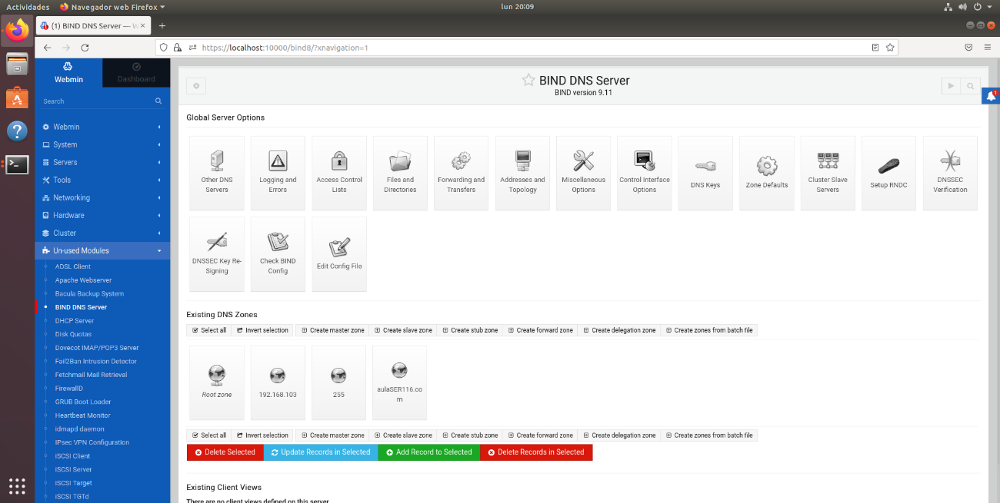 Actividades Navegador web Firefox lun 20:09
(1) BIND DNS Server — W
https://localhost:10000/bind8/?xnavigation=1
Webmin Dashboard
Search
Webmin
System
Servers
Tools
Networking
Hardware
Cluster
Un-used Modules
ADSL Client
Apache Webserver
Bacula Backup System
BIND DNS Server
DHCP Server
Disk Quotas
Dovecot IMAP/POP3 Server
Fail2Ban Intrusion Detector
Fetchmail Mail Retrieval
FirewallD
GRUB Boot Loader
Heartbeat Monitor
idmapd daemon
IPsec VPN Configuration
iSCSI Client
iSCSI Server
iSCSI Target
iSCSI TGTd
BIND DNS Server
BIND version 9.11
1
Global Server Options
Other DNS
Servers
Logging and
Errors
Access Control
Lists
Files and
Directories
Forwarding and
Transfers
Addresses and
Topology
Miscellaneous
Options
Control Interface
Options
DNS Keys
Zone Defaults
Cluster Slave
Servers
Setup RNDC
DNSSEC
Verification
DNSSEC Key Re-
Signing
Check BIND
Config
Edit Config File
Existing DNS Zones
Select all Invert selection Create master zone Create slave zone Create stub zone Create forward zone Create delegation zone Create zones from batch file
Root zone
192.168.103
255
aulaSER116.co
m
Select all Invert selection Create master zone Create slave zone Create stub zone Create forward zone Create delegation zone Create zones from batch file
Delete Selected Update Records in Selected Add Record to Selected Delete Records in Selected
Existing Client Views
There are no client views defined on this server